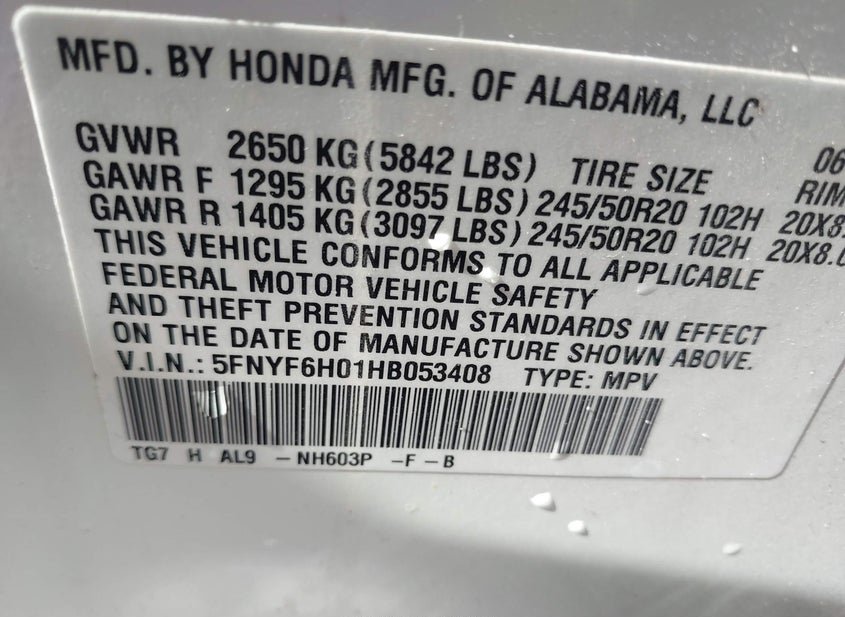 MFD. BY HONDA MFG. OF ALABAMA, LLC
GVWR 2650 KG (5842 LBS) TIRE SIZE
GAWR F 1295 KG (2855 LBS) 245/50R20 102H
GAWR R 1405 KG (3097 LBS) 245/50R20 102H
THIS VEHICLE CONFORMS TO ALL APPLICABLE
FEDERAL MOTOR VEHICLE SAFETY
AND THEFT PREVENTION STANDARDS IN EFFECT
ON THE DATE OF MANUFACTURE SHOWN ABOVE.
V.I.N.: 5FNYF6H01HB053408 TYPE: MPV
TG7 H AL9 -NH603P -F -B